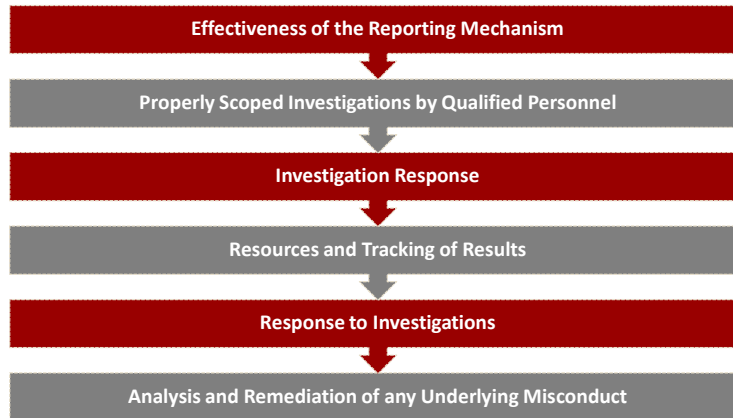 Effectiveness of the Reporting Mechanism
Properly Scoped Investigations by Qualified Personnel
Investigation Response
Resources and Tracking of Results
Response to Investigations
Analysis and Remediation of any Underlying Misconduct